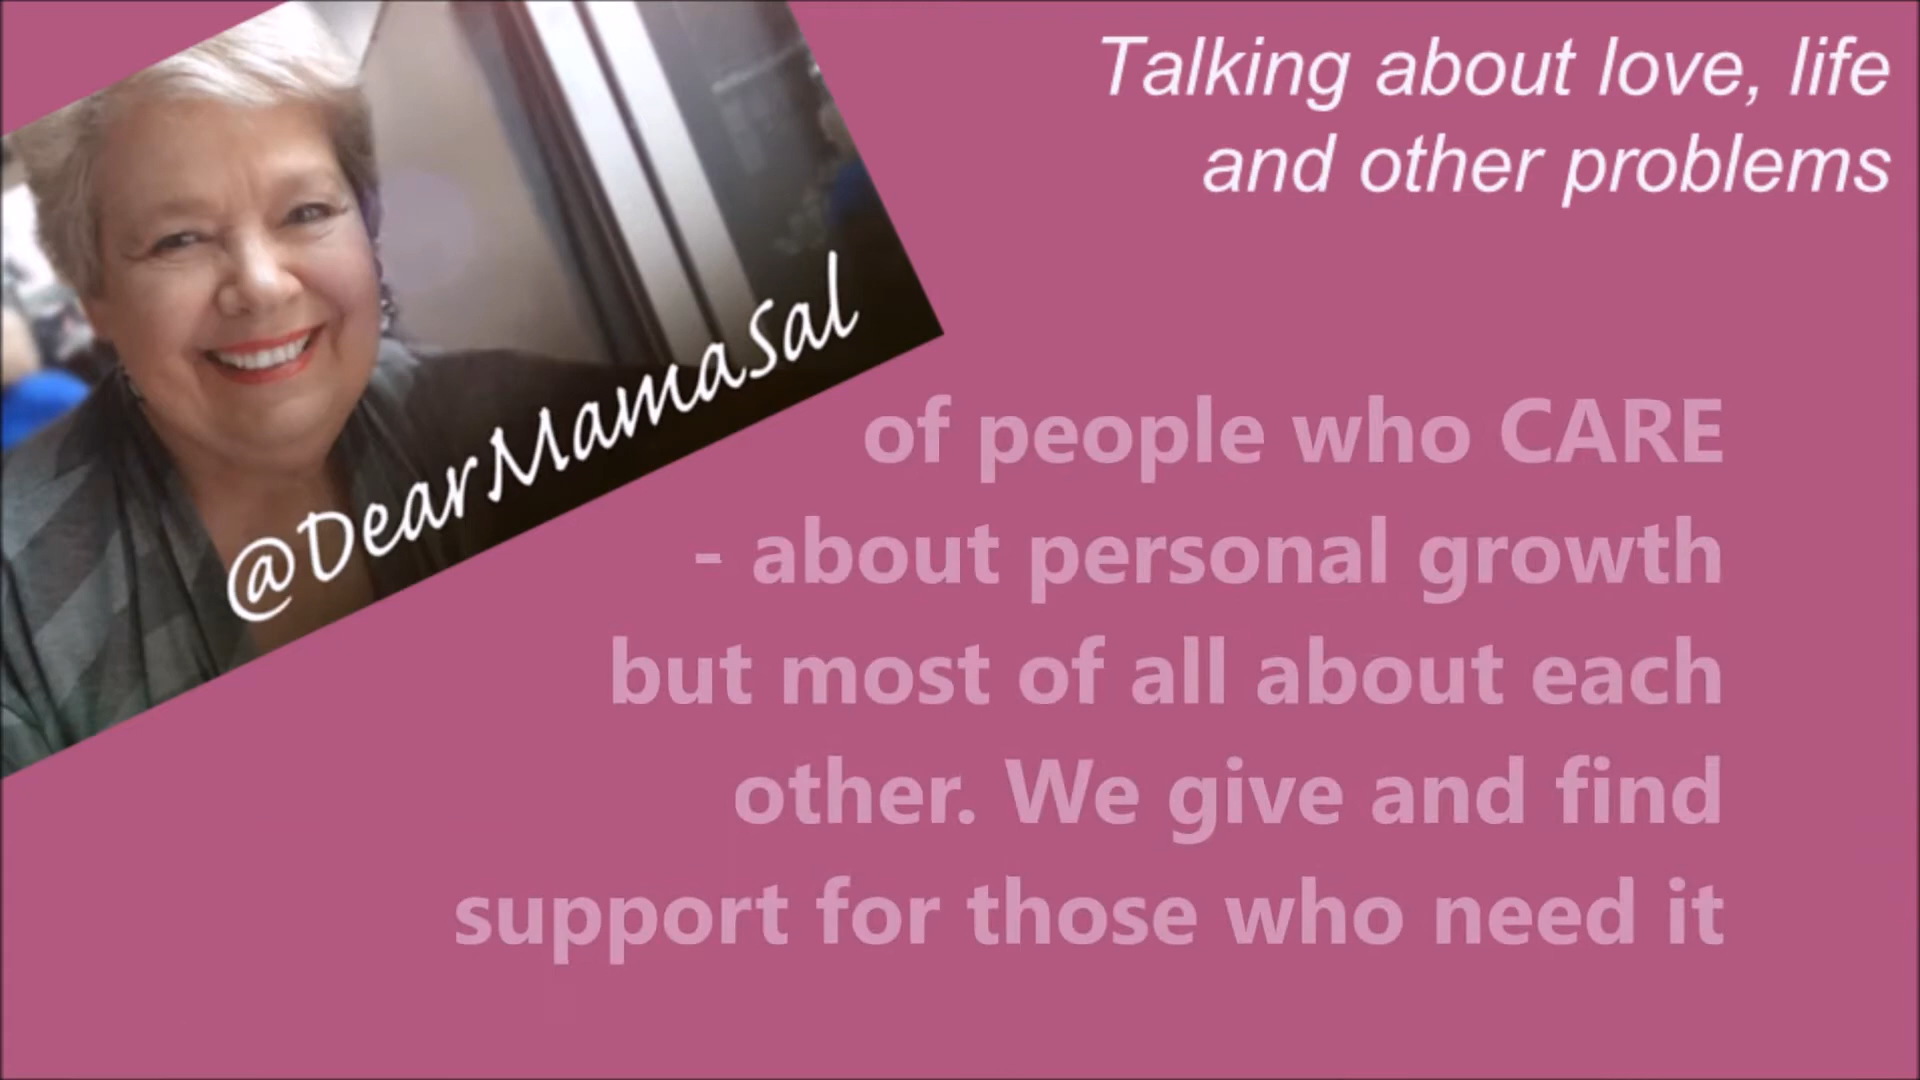 Talking about love, life
and other problems
@DearMamaSal
of people who CARE
- about personal growth
but most of all about each
other. We give and find
support for those who need it